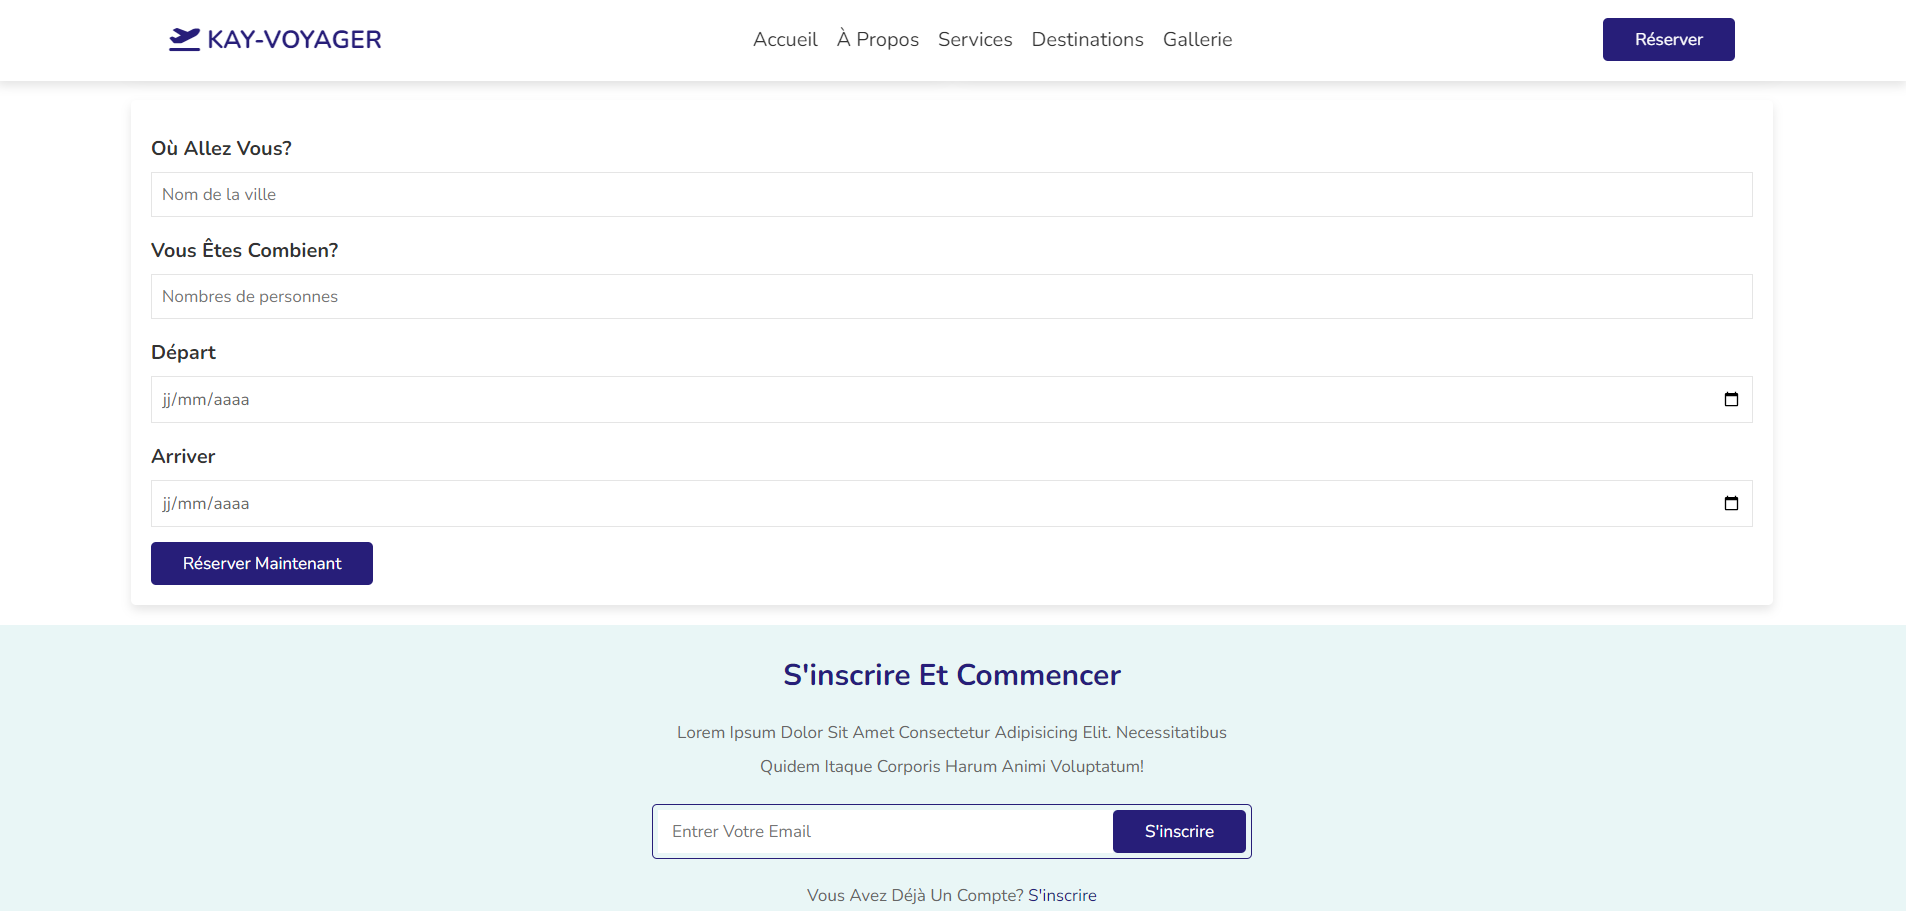 KAY-VOYAGER
Accueil À Propos Services Destinations Gallerie
Réserver
Où Allez Vous?
Nom de la ville
Vous Êtes Combien?
Nombres de personnes
Départ
jj/mm/aaaa
Arriver
jj/mm/aaaa
Réserver Maintenant
S'inscrire Et Commencer
Lorem Ipsum Dolor Sit Amet Consectetur Adipisicing Elit. Necessitatibus
Quidem Itaque Corporis Harum Animi Voluptatum!
Entrer Votre Email
S'inscrire
Vous Avez Déjà Un Compte? S'inscrire